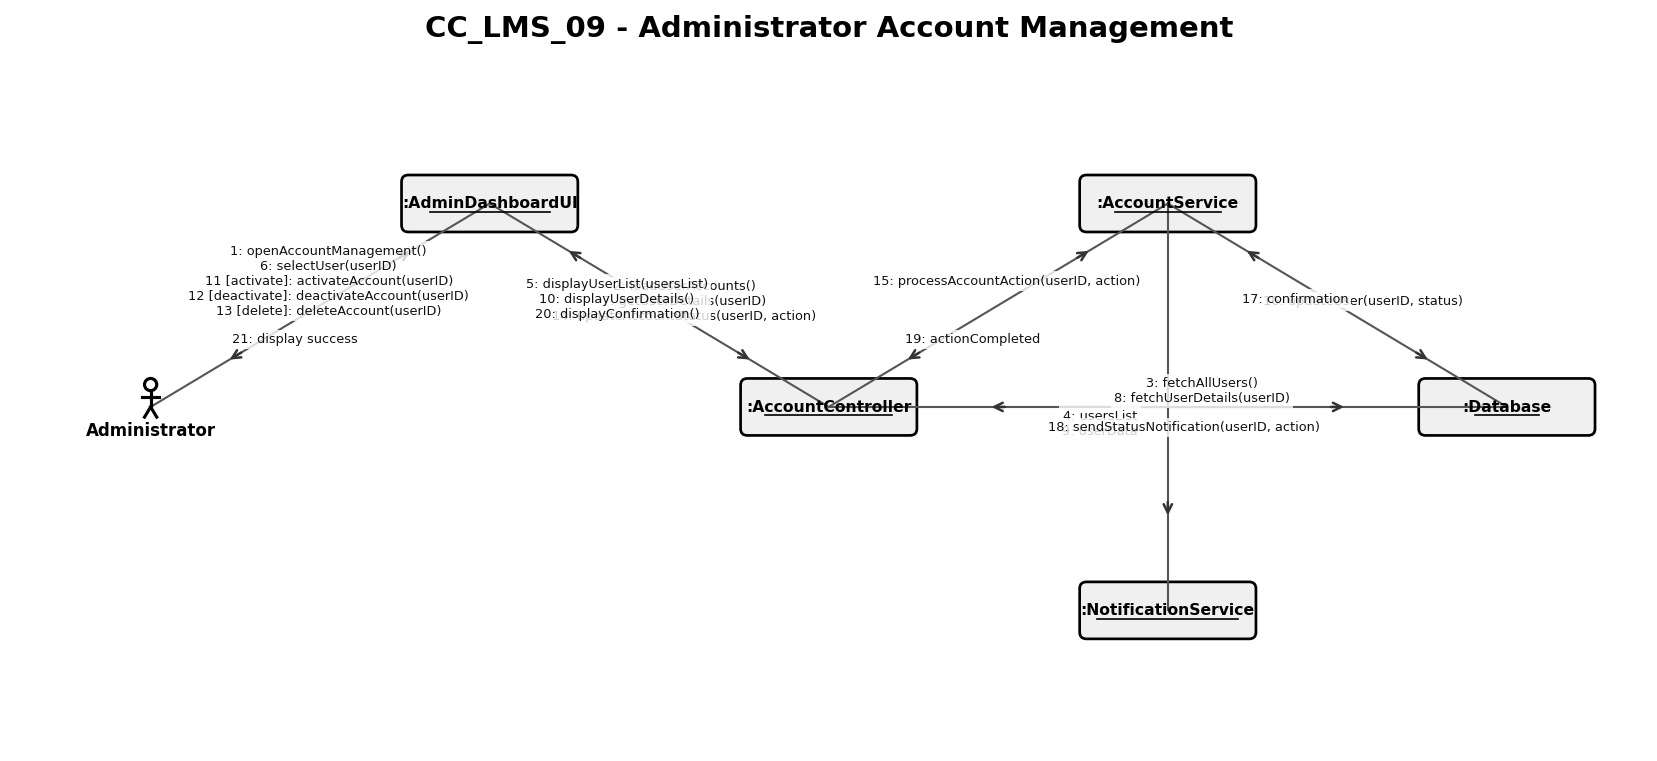 CC_LMS_09 - Administrator Account Management
:AdminDashboardUI
:AccountService
1: openAccountManagement()
6: selectUser(userID)
11 [activate]: activateAccount(userID)
12 [deactivate]: deactivateAccount(userID)
13 [delete]: deleteAccount(userID)
21: display success
5: displayUserList(usersList)
10: displayUserDetails()
20: displayConfirmation()
15: processAccountAction(userID, action)
19: actionCompleted
17: confirmation
Administrator
:AccountController
:Database
3: fetchAllUsers()
8: fetchUserDetails(userID)
4: usersList
9: userData
18: sendStatusNotification(userID, action)
:NotificationService